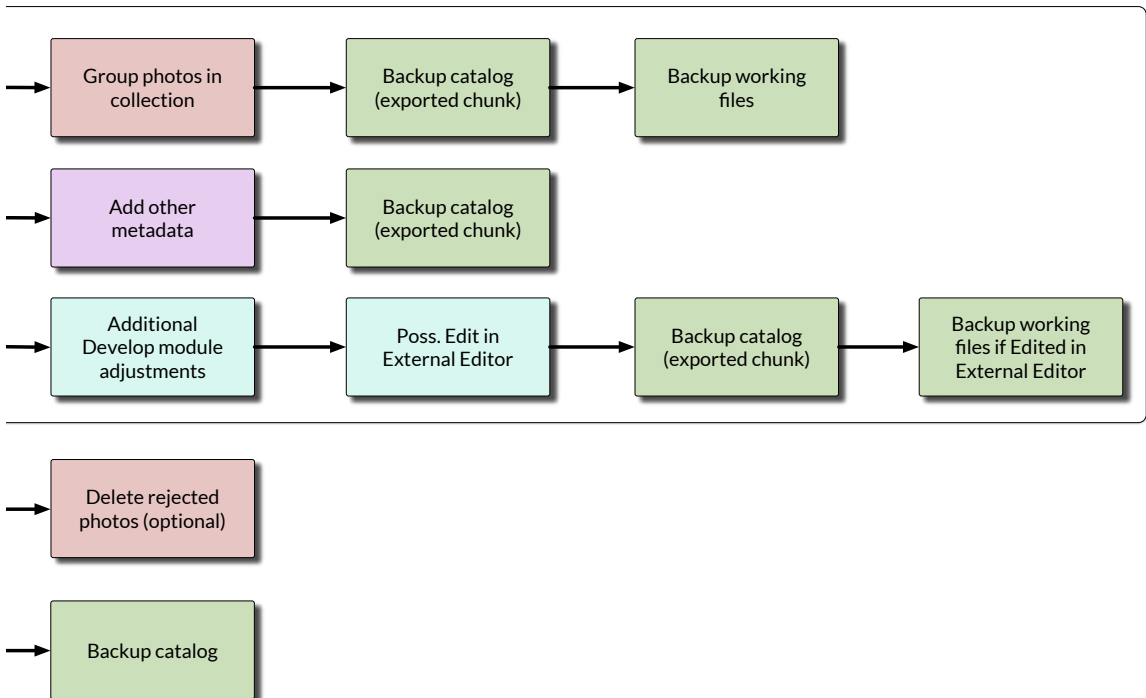 Group photos in
collection
Backup catalog
(exported chunk)
Backup working
files
Add other
metadata
Backup catalog
(exported chunk)
Additional
Develop module
adjustments
Poss. Edit in
External Editor
Backup catalog
(exported chunk)
Backup working
files if Edited in
External Editor
Delete rejected
photos (optional)
Backup catalog